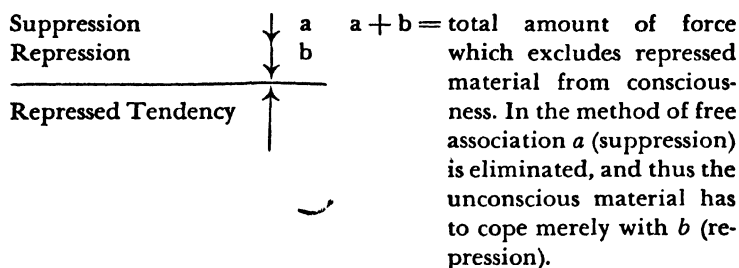 Suppression a a + b = total amount of force
Repression b which excludes repressed
material from conscious-
Repressed Tendency ness. In the method of free
association a (suppression)
is eliminated, and thus the
unconscious material has
to cope merely with b (re-
pression).